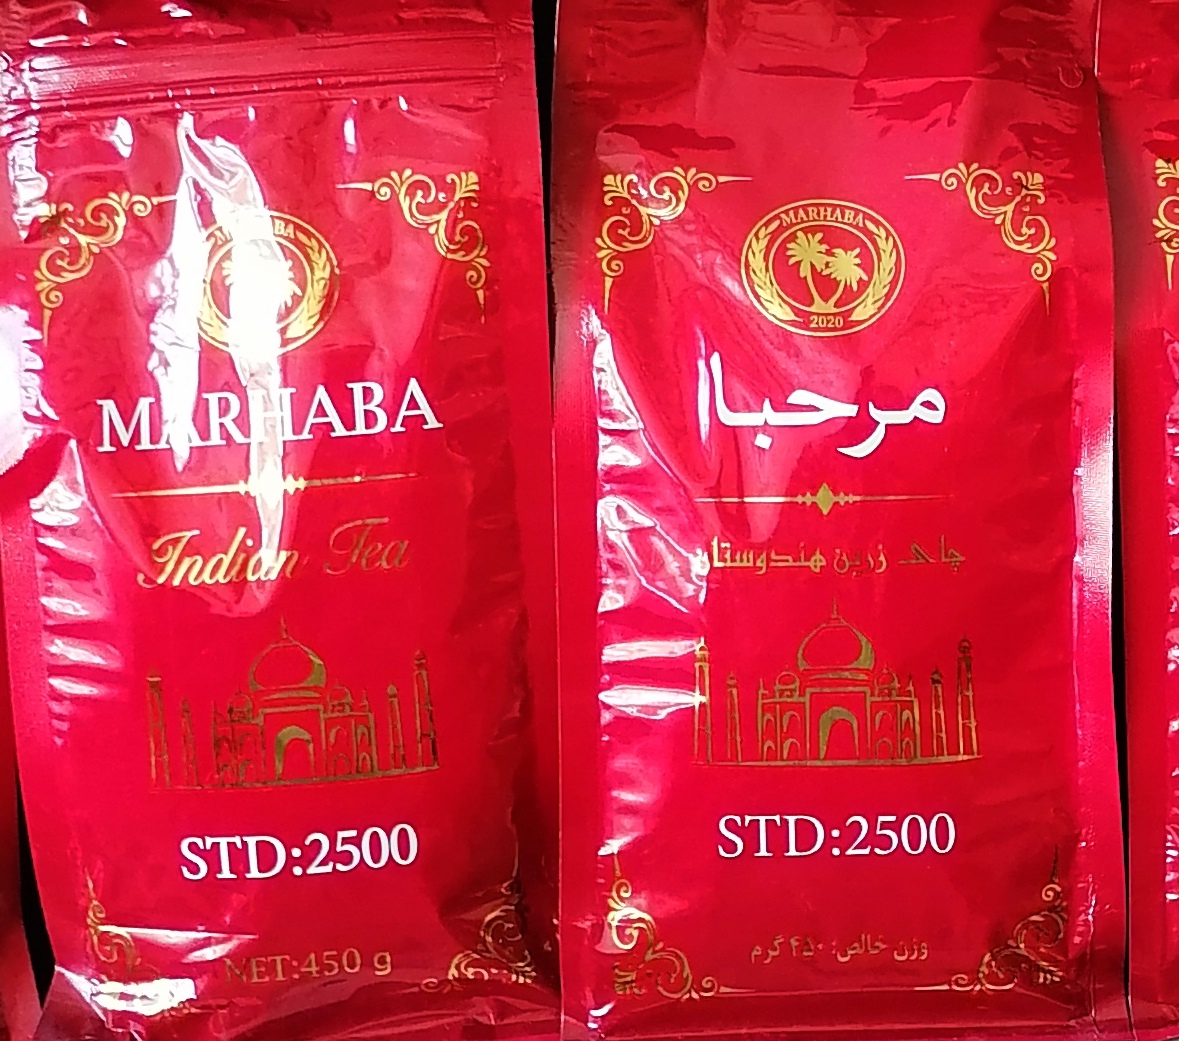 MARHABA
Indian Tea
STD:2500
NET:450 g
MARHABA
2020
مرحبا
چای زرین هندوستان
STD:2500
وزن خالص: ۴۵۰ گرم